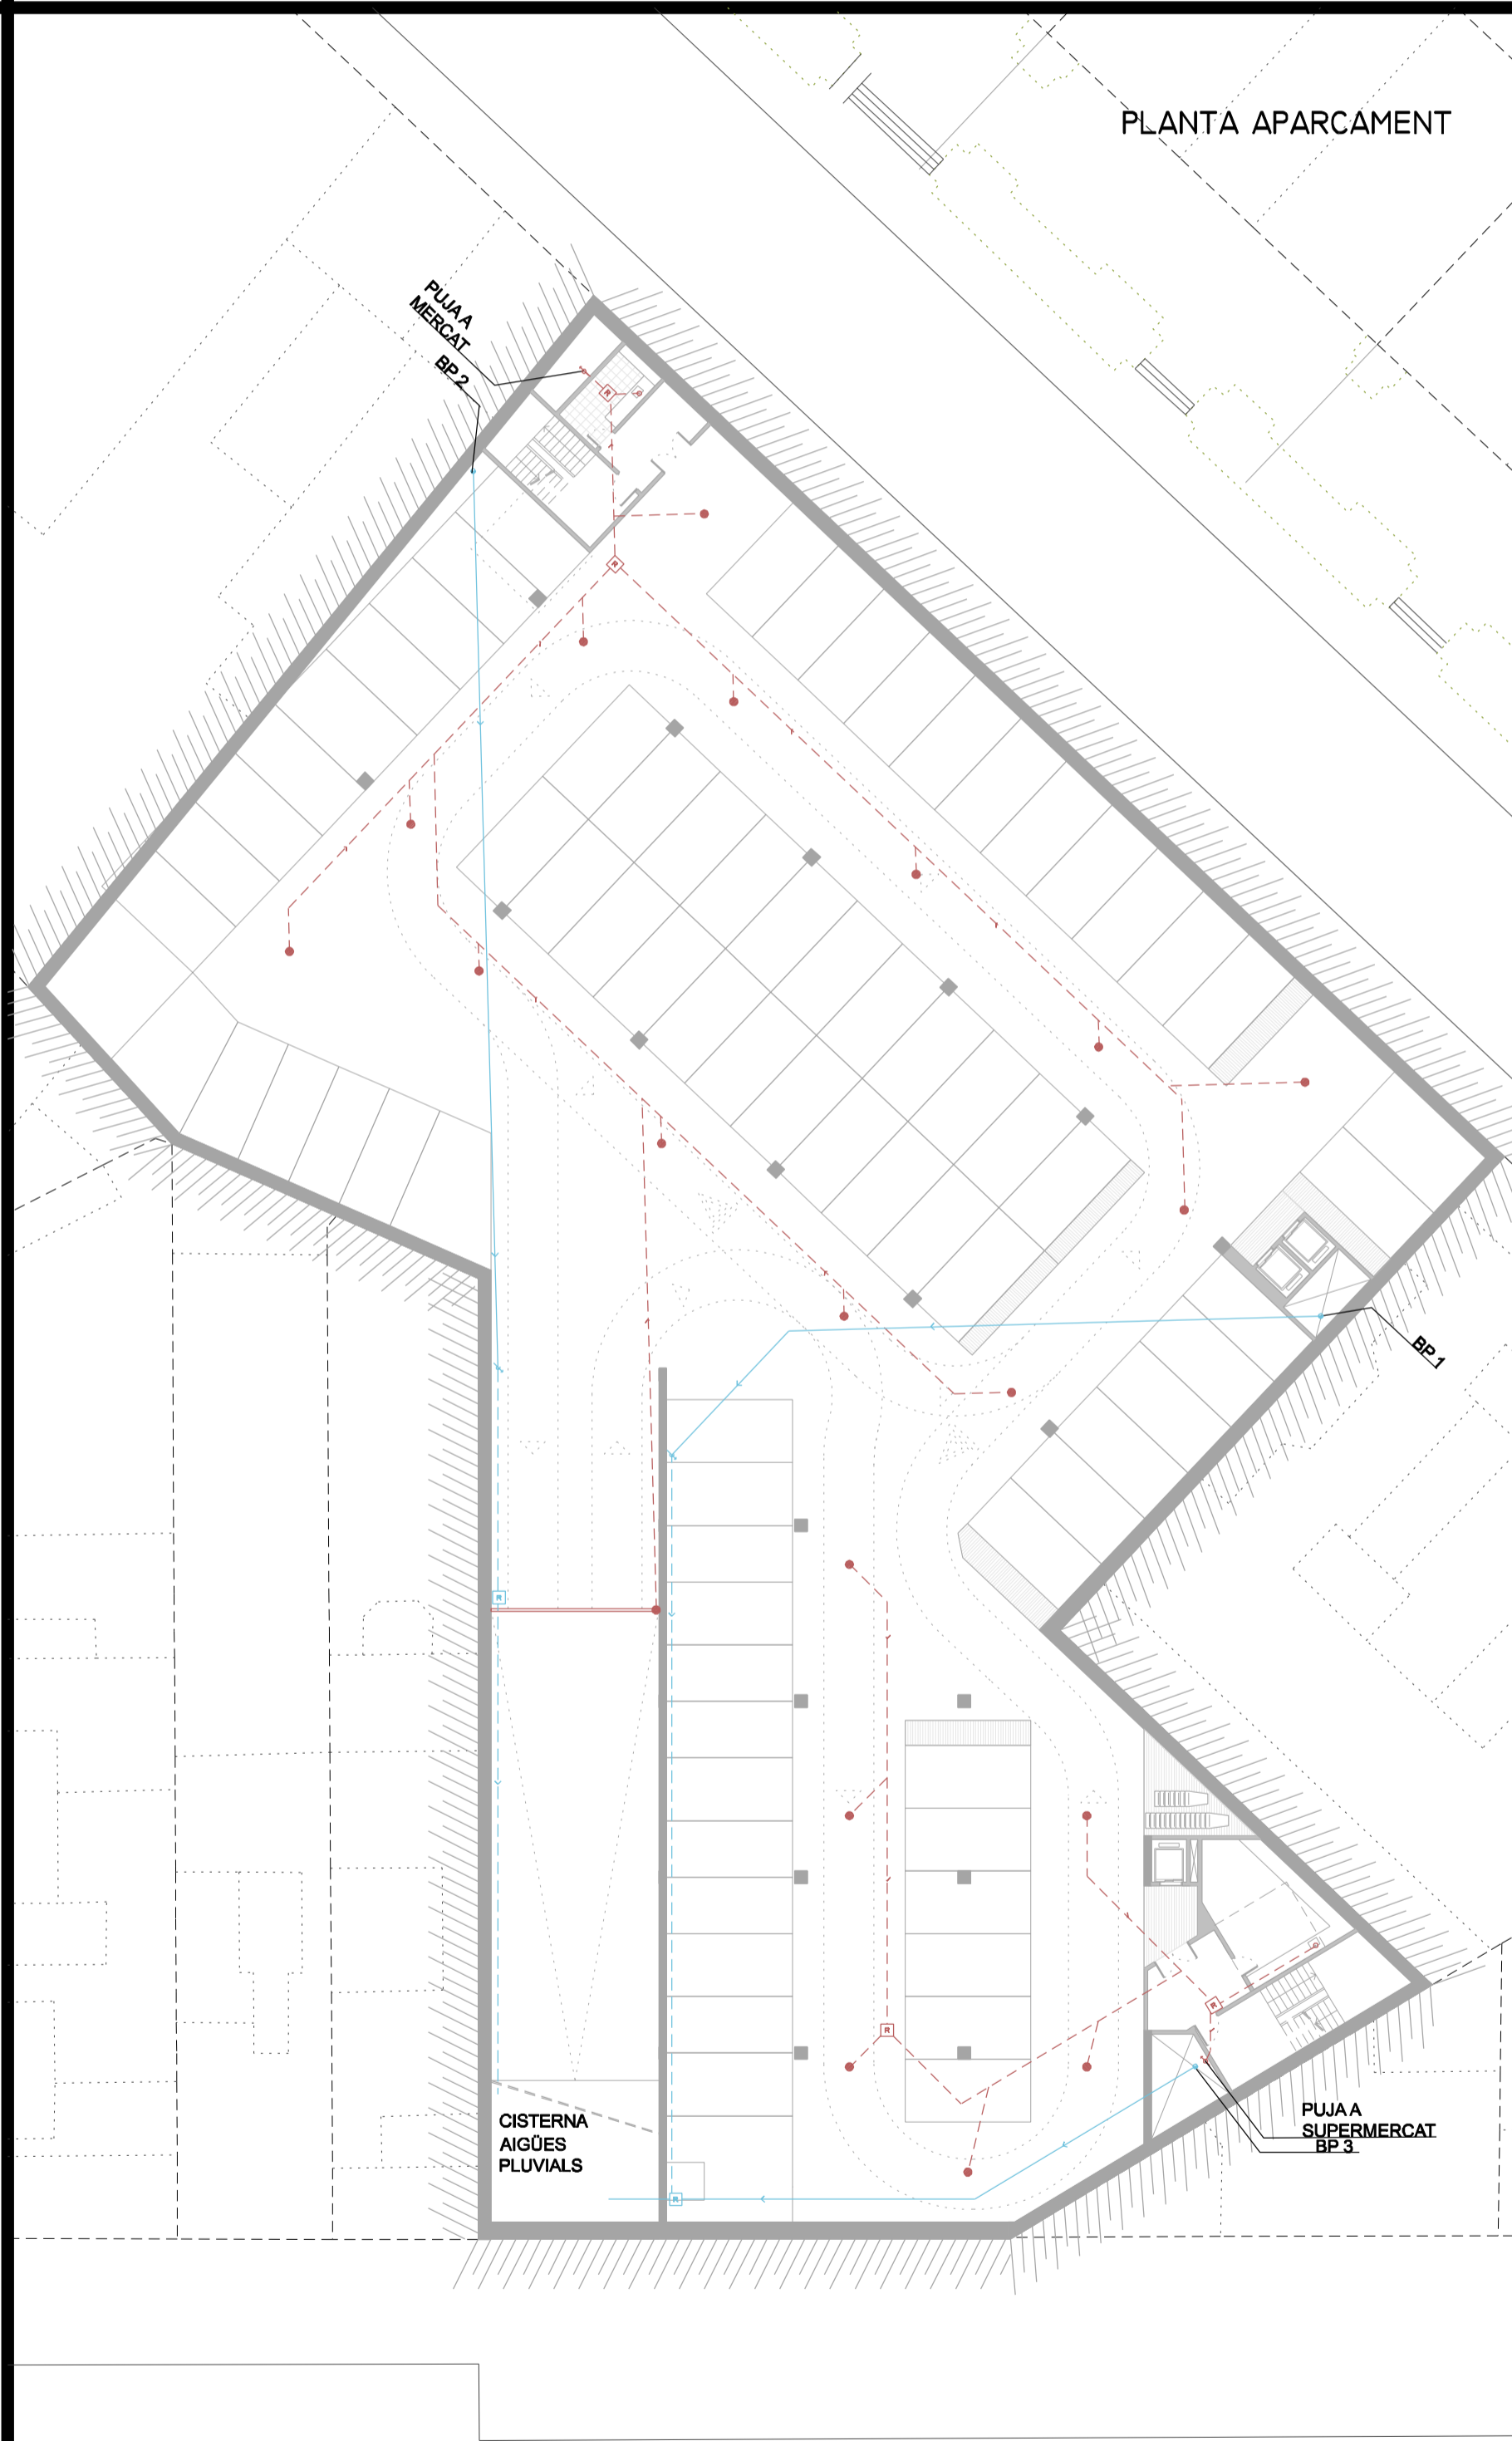 PLANTA APARCAMENT
PUJA A
MERCAT
BP.2
R
R
BP.1
R
R
R
R
CISTERNA
AIGÜES
PLUVIALS
PUJA A
SUPERMERCAT
BP 3
R